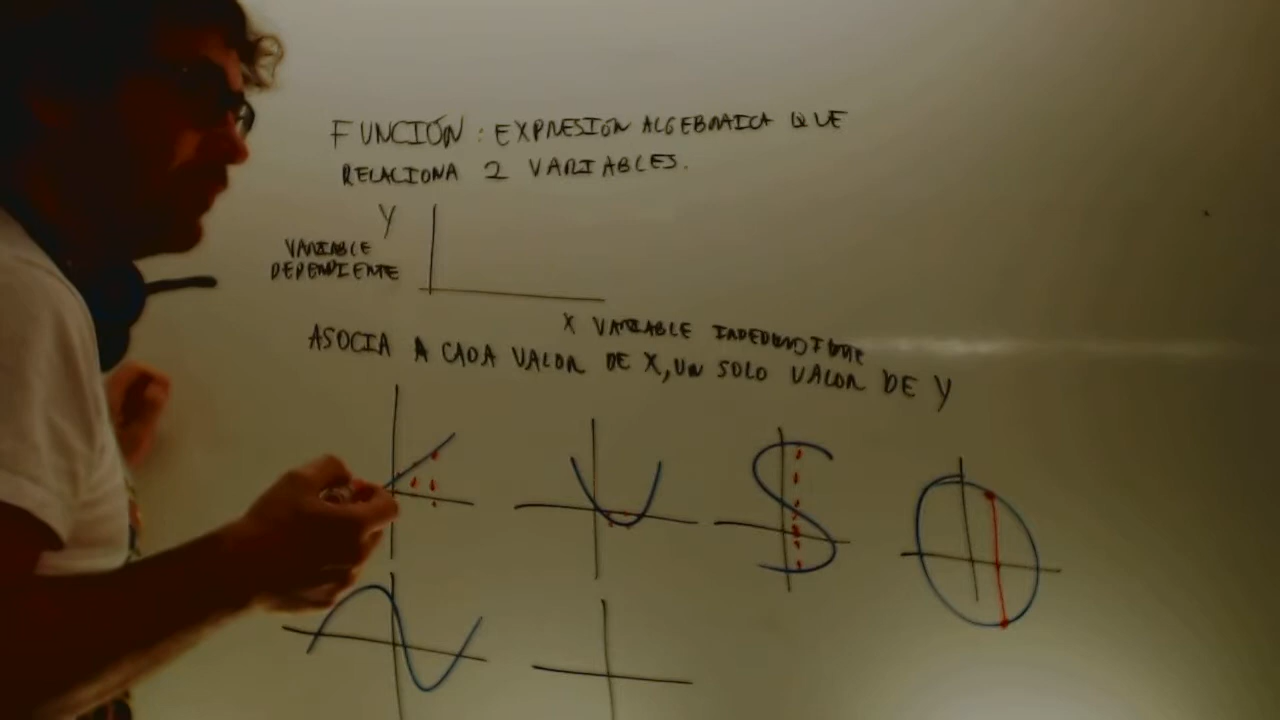 FUNCIÓN: EXPRESIÓN ALGEBRAICA QUE
RELACIONA 2 VARIABLES.
Y
VARIABLE
DEPENDIENTE
X VARIABLE INDEPENDIENTE
ASOCIA A CADA VALOR DE X, UN SOLO VALOR DE Y